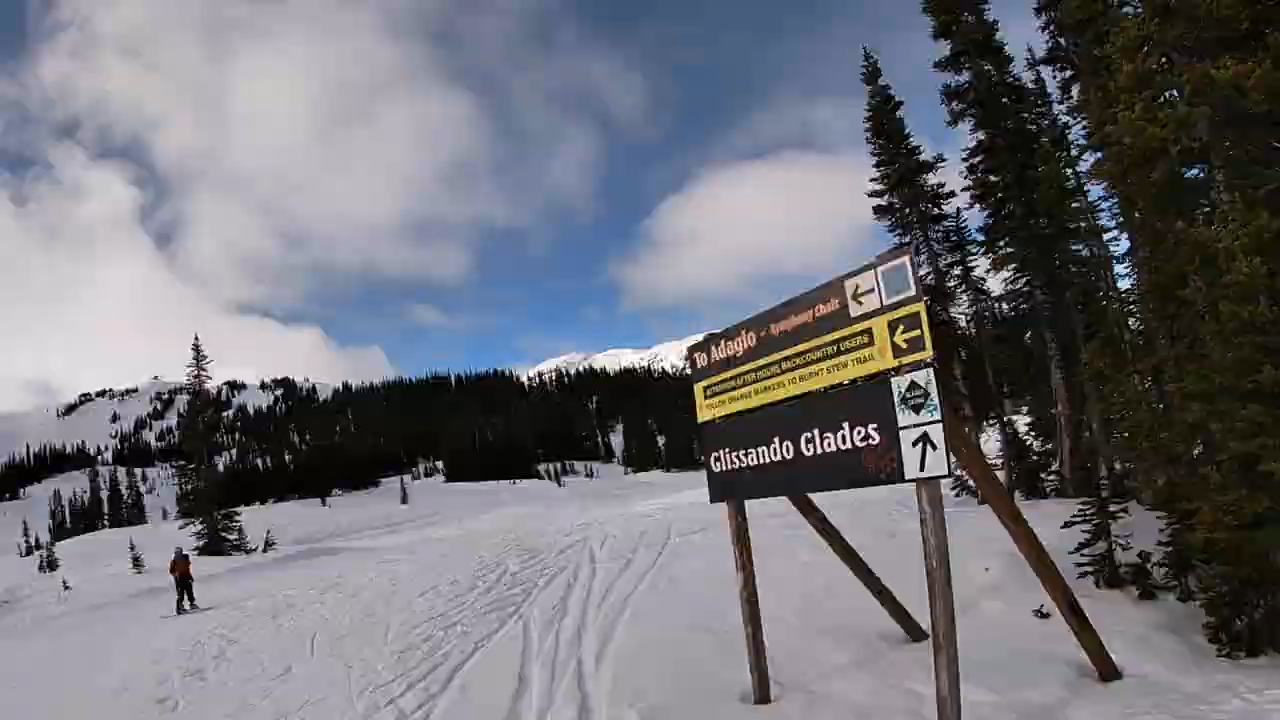 To Adagio - Symphony Chair
ATTENTION AFTER HOURS BACKCOUNTRY USERS
FOLLOW ORANGE MARKERS TO BURNT STEW TRAIL
Glissando Glades